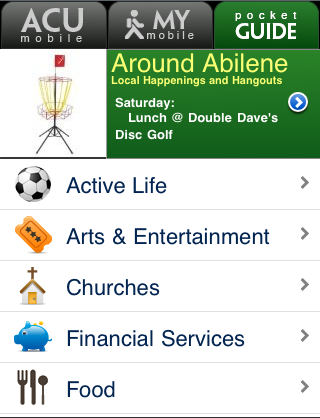 ACU
mobile
MY
mobile
pocket
GUIDE
Around Abilene
Local Happenings and Hangouts
Saturday:
Lunch @ Double Dave's
Disc Golf
Active Life
Arts & Entertainment
Churches
Financial Services
Food